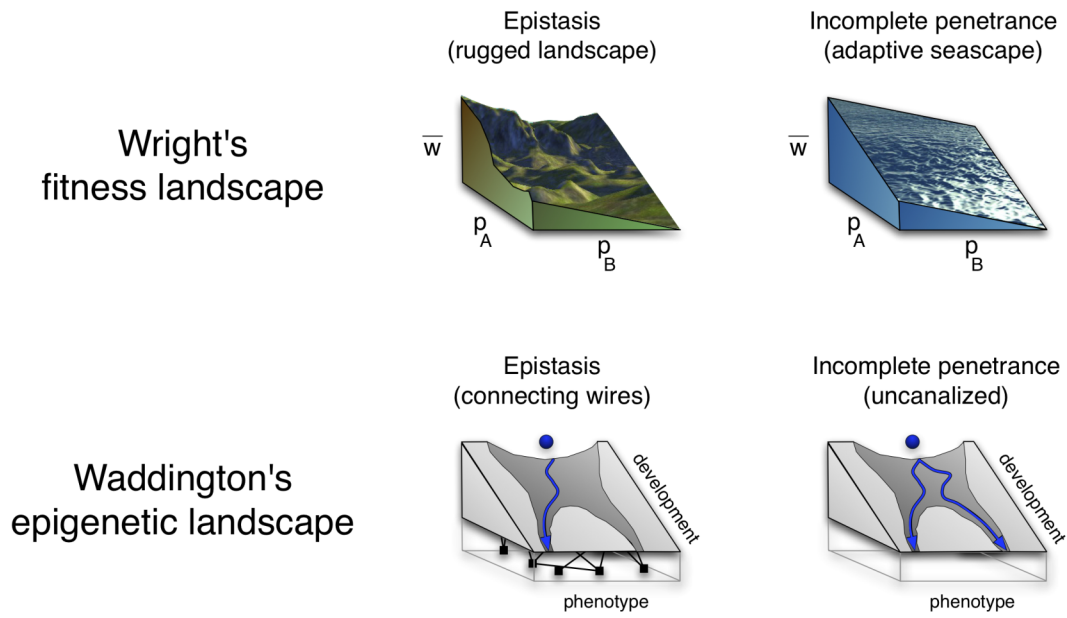 Epistasis
(rugged landscape)
Incomplete penetrance
(adaptive seascape)
Wright's
fitness landscape
w
p
A
p
B
w
p
A
p
B
Epistasis
(connecting wires)
Incomplete penetrance
(uncanalized)
Waddington's
epigenetic landscape
development
phenotype
development
phenotype